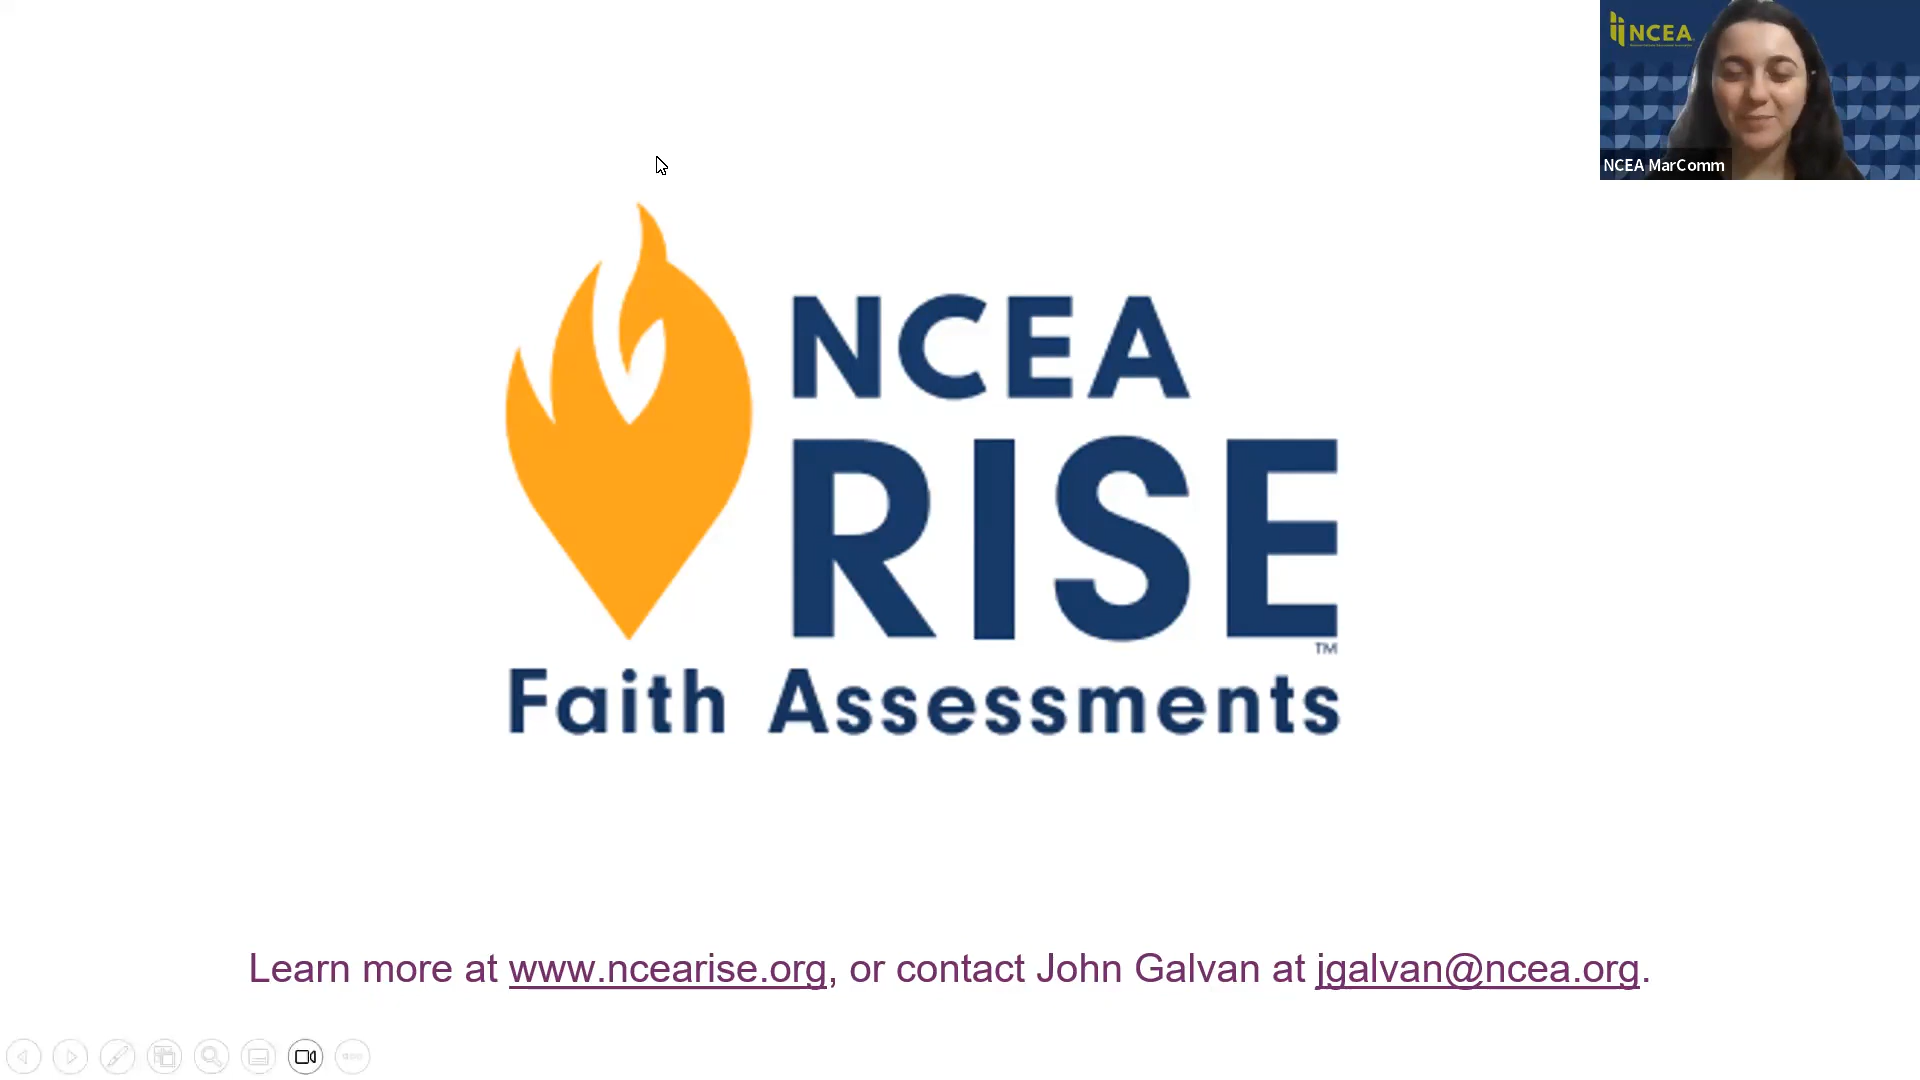 NCEA
NCEA MarComm
NCEA
RISE
TM
Faith Assessments
Learn more at www.ncearise.org, or contact John Galvan at jgalvan@ncea.org.